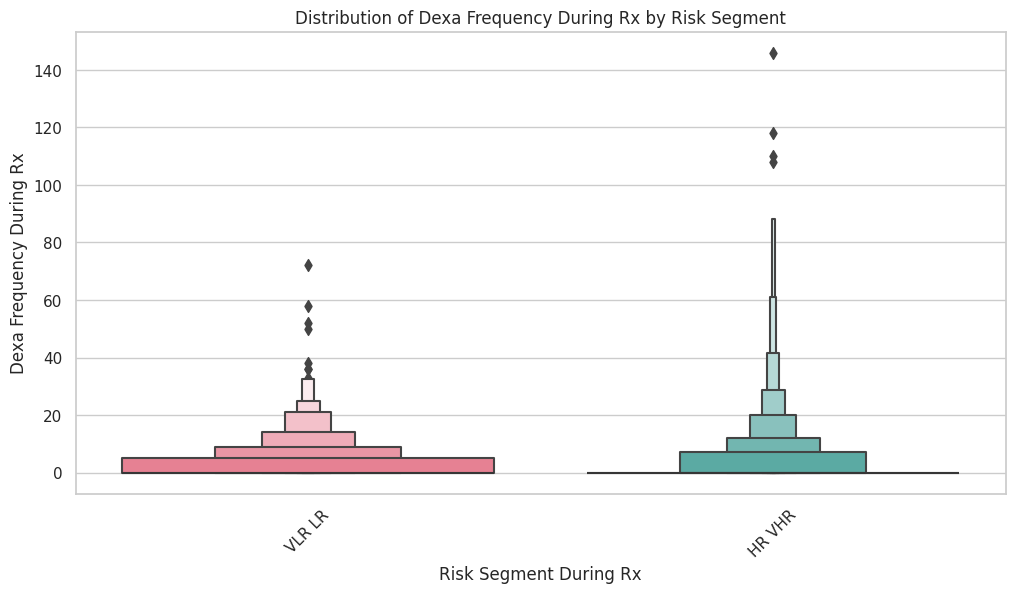 Distribution of Dexa Frequency During Rx by Risk Segment
Dexa Frequency During Rx
140
120
100
80
60
40
20
0
VLR LR
HR VHR
Risk Segment During Rx